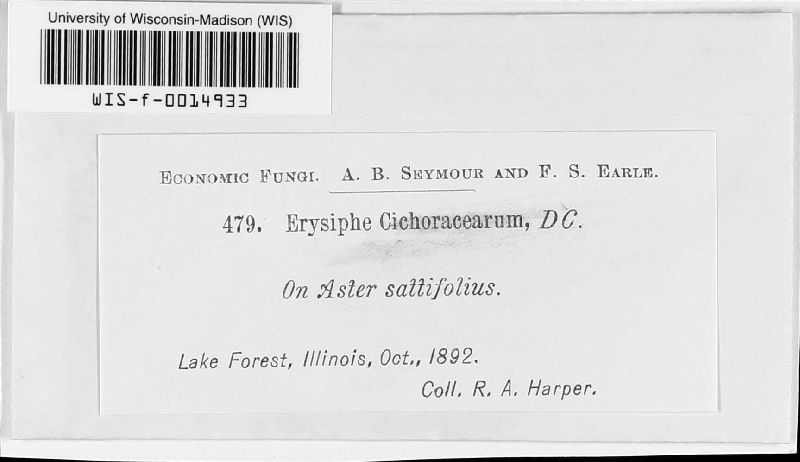 University of Wisconsin-Madison (WIS)
WIS-f-0014933
Economic Fungi. A. B. Seymour and F. S. Earle.
479. Erysiphe Cichoracearum, DC.
On Aster sattifolius.
Lake Forest, Illinois, Oct., 1892.
Coll. R. A. Harper.